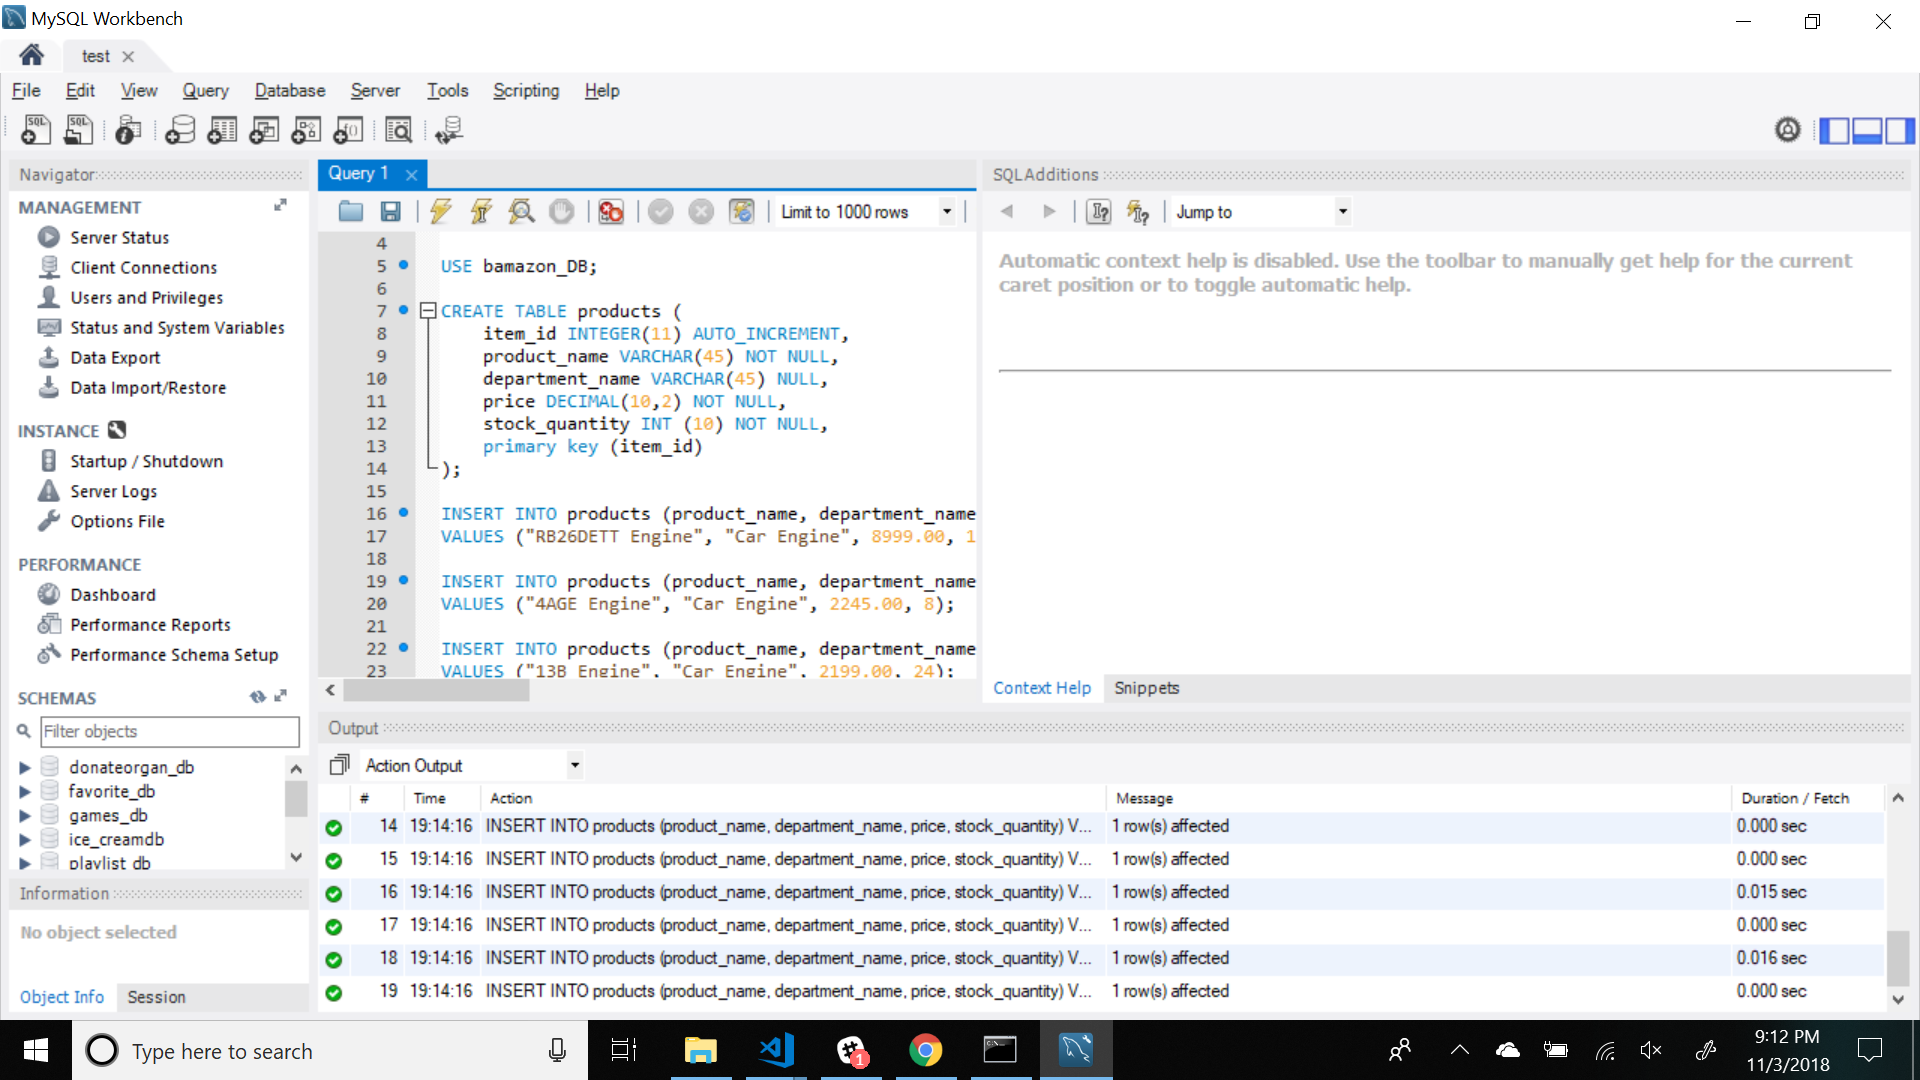 MySQL Workbench
test
File Edit View Query Database Server Tools Scripting Help
Navigator
MANAGEMENT
Server Status
Client Connections
Users and Privileges
Status and System Variables
Data Export
Data Import/Restore
INSTANCE
Startup / Shutdown
Server Logs
Options File
PERFORMANCE
Dashboard
Performance Reports
Performance Schema Setup
SCHEMAS
Filter objects
donateorgan_db
favorite_db
games_db
ice_creamdb
playlist_db
Information
No object selected
Object Info Session
Query 1
Limit to 1000 rows
4
5 USE bamazon_DB;
6
7 CREATE TABLE products (
8 item_id INTEGER(11) AUTO_INCREMENT,
9 product_name VARCHAR(45) NOT NULL,
10 department_name VARCHAR(45) NULL,
11 price DECIMAL(10,2) NOT NULL,
12 stock_quantity INT (10) NOT NULL,
13 primary key (item_id)
14 );
15
16 INSERT INTO products (product_name, department_name
17 VALUES ("RB26DETT Engine", "Car Engine", 8999.00, 1
18
19 INSERT INTO products (product_name, department_name
20 VALUES ("4AGE Engine", "Car Engine", 2245.00, 8);
21
22 INSERT INTO products (product_name, department_name
23 VALUES ("13B Engine", "Car Engine", 2199.00, 24);
SQLAdditions
Jump to
Automatic context help is disabled. Use the toolbar to manually get help for the current
caret position or to toggle automatic help.
Context Help Snippets
Output
Action Output
# Time Action Message Duration / Fetch
14 19:14:16 INSERT INTO products (product_name, department_name, price, stock_quantity) V... 1 row(s) affected 0.000 sec
15 19:14:16 INSERT INTO products (product_name, department_name, price, stock_quantity) V... 1 row(s) affected 0.000 sec
16 19:14:16 INSERT INTO products (product_name, department_name, price, stock_quantity) V... 1 row(s) affected 0.015 sec
17 19:14:16 INSERT INTO products (product_name, department_name, price, stock_quantity) V... 1 row(s) affected 0.000 sec
18 19:14:16 INSERT INTO products (product_name, department_name, price, stock_quantity) V... 1 row(s) affected 0.016 sec
19 19:14:16 INSERT INTO products (product_name, department_name, price, stock_quantity) V... 1 row(s) affected 0.000 sec
Type here to search
1
9:12 PM
11/3/2018